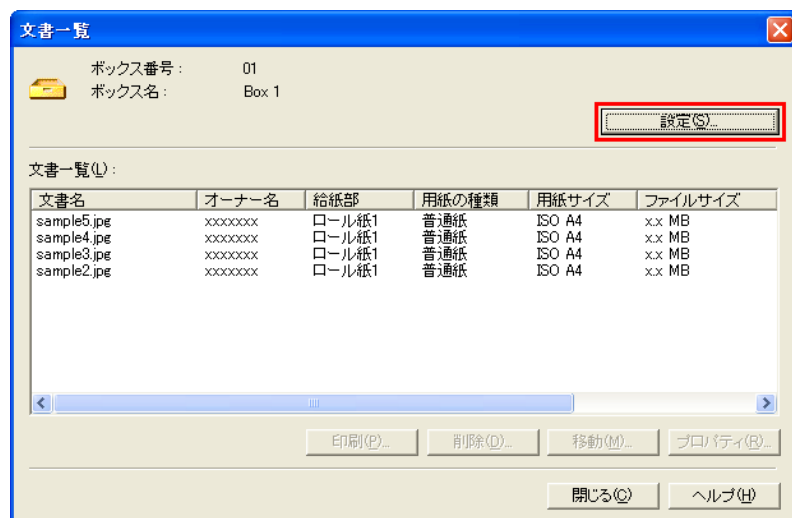 文書一覧
ボックス番号: 01
ボックス名: Box 1
設定(S)...
文書一覧(L):
文書名 オーナー名 給紙部 用紙の種類 用紙サイズ ファイルサイズ
sample5.jpg xxxxxxx ロール紙1 普通紙 ISO A4 x.x MB
sample4.jpg xxxxxxx ロール紙1 普通紙 ISO A4 x.x MB
sample3.jpg xxxxxxx ロール紙1 普通紙 ISO A4 x.x MB
sample2.jpg xxxxxxx ロール紙1 普通紙 ISO A4 x.x MB
印刷(P)... 削除(D)... 移動(M)... プロパティ(R)...
閉じる(C) ヘルプ(H)